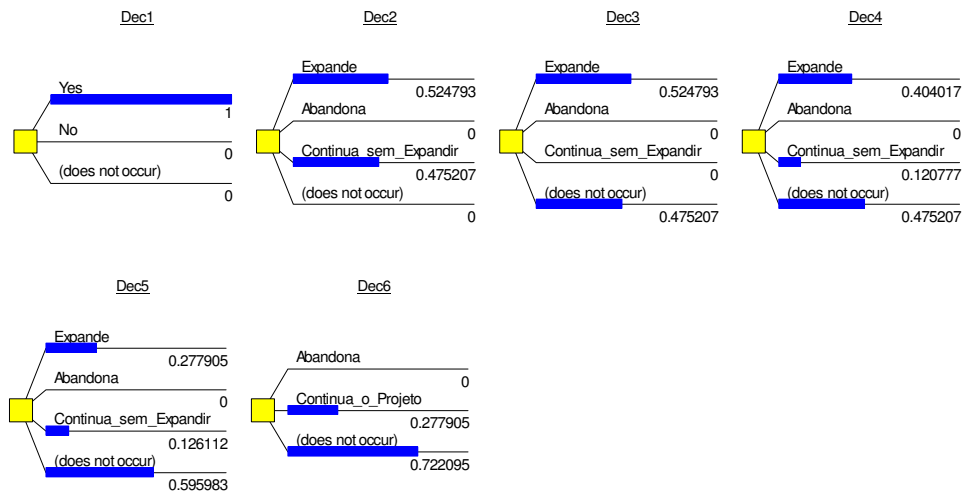 Dec1
Yes
1
No
0
(does not occur)
0
Dec2
Expande
0.524793
Abandona
0
Continua_sem_Expandir
0.475207
(does not occur)
0
Dec3
Expande
0.524793
Abandona
0
Continua_sem_Expandir
0
(does not occur)
0.475207
Dec4
Expande
0.404017
Abandona
0
Continua_sem_Expandir
0.120777
(does not occur)
0.475207
Dec5
Expande
0.277905
Abandona
0
Continua_sem_Expandir
0.126112
(does not occur)
0.595983
Dec6
Abandona
0
Continua_o_Projeto
0.277905
(does not occur)
0.722095